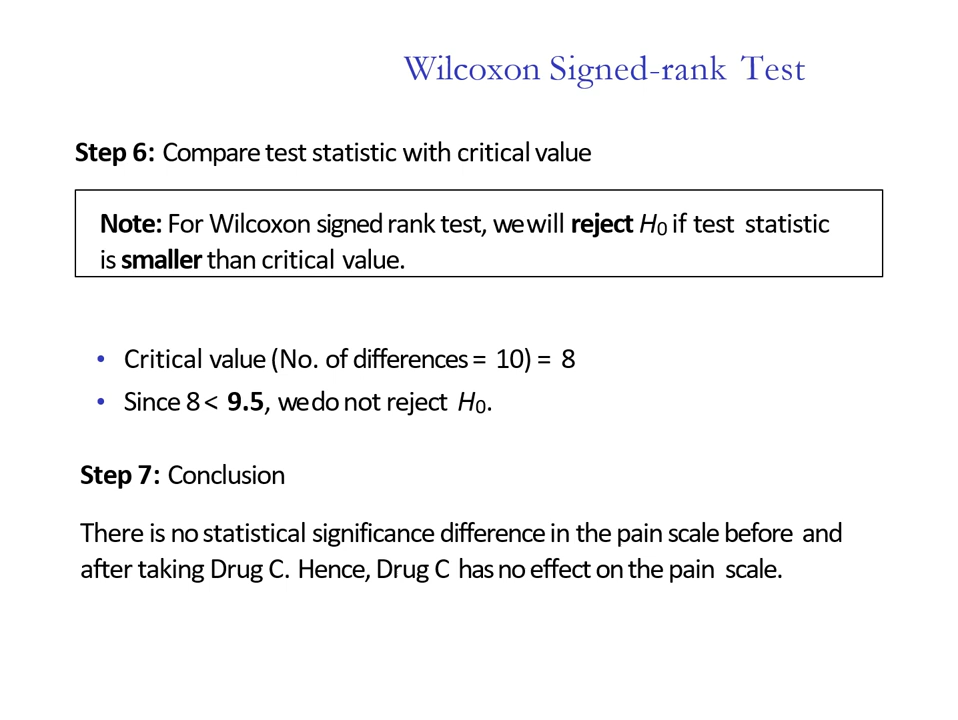 Wilcoxon Signed-rank Test
Step 6: Compare test statistic with critical value
Note: For Wilcoxon signed rank test, we will reject H0 if test statistic
is smaller than critical value.
• Critical value (No. of differences = 10) = 8
• Since 8 < 9.5, we do not reject H0.
Step 7: Conclusion
There is no statistical significance difference in the pain scale before and
after taking Drug C. Hence, Drug C has no effect on the pain scale.